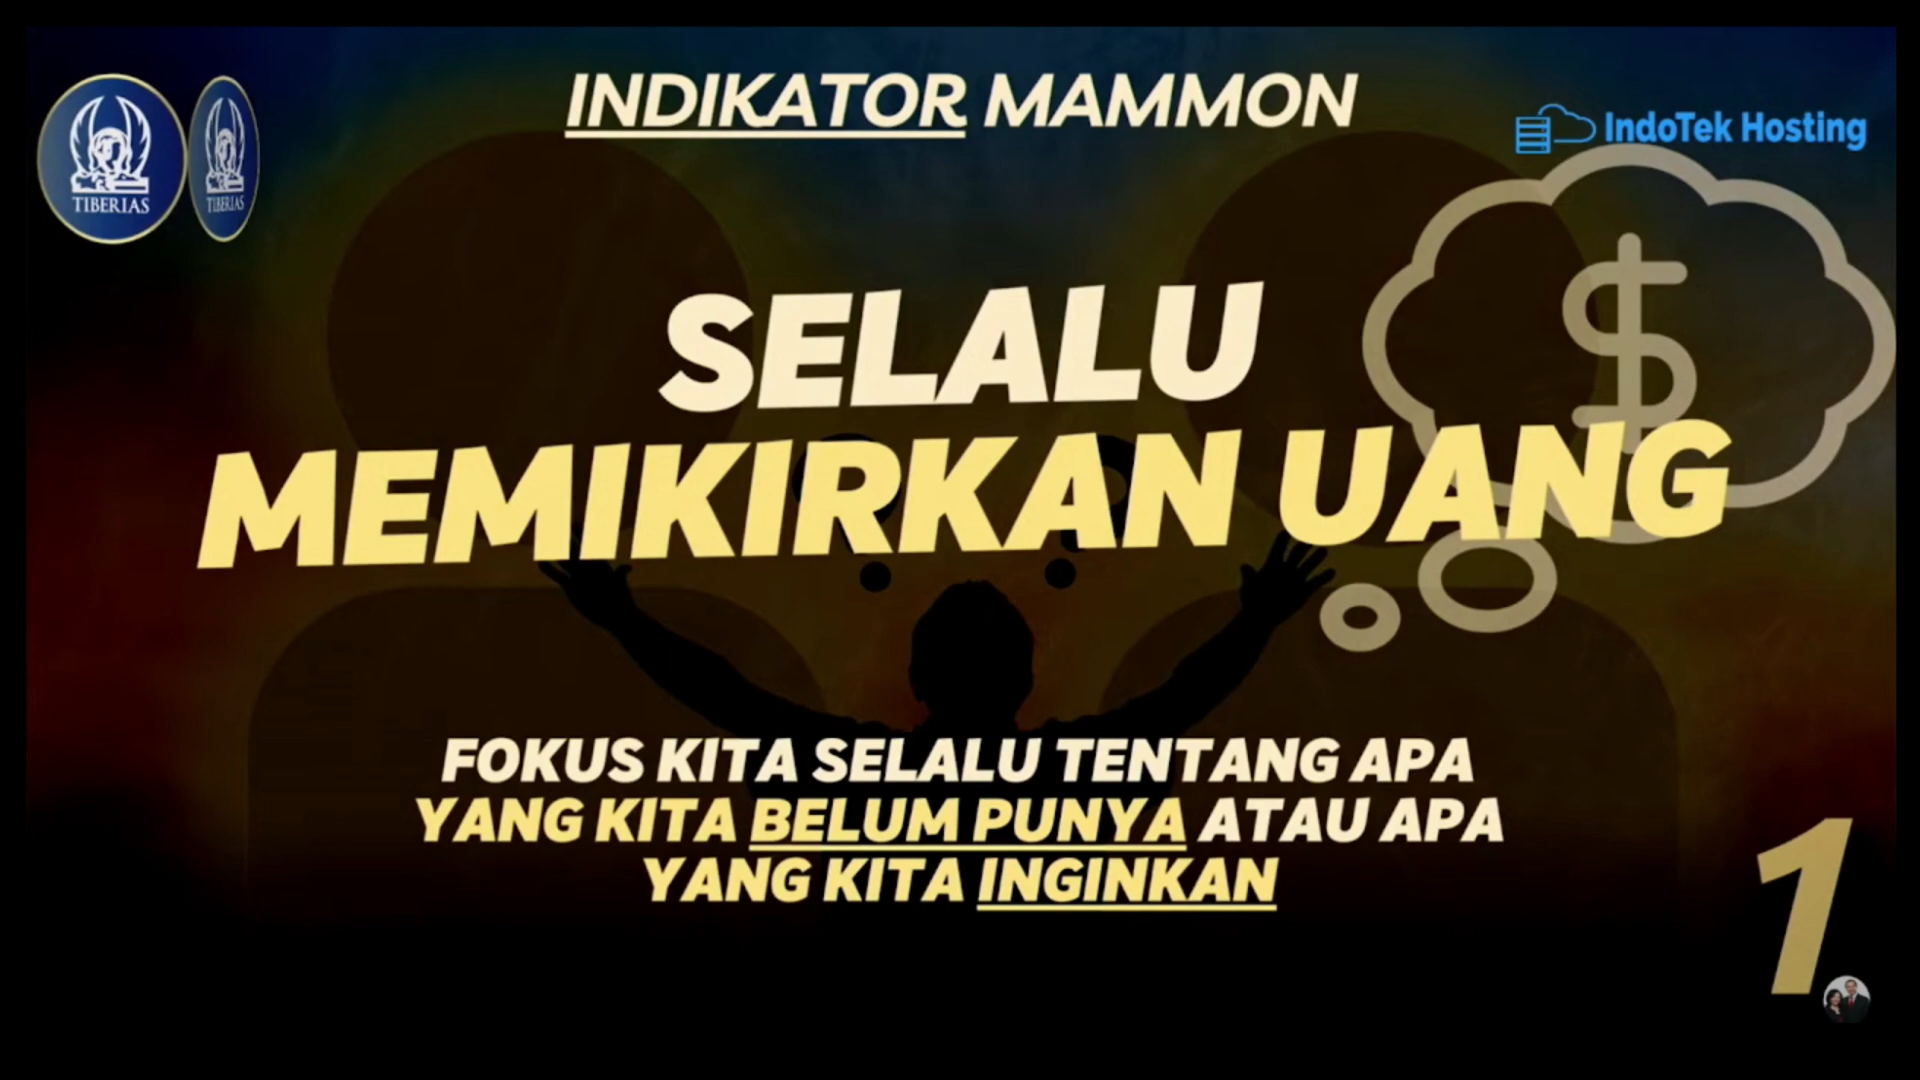 INDIKATOR MAMMON
TIBERIAS
TIBERIAS
IndoTek Hosting
SELALU
MEMIKIRKAN UANG
FOKUS KITA SELALU TENTANG APA
YANG KITA BELUM PUNYA ATAU APA
YANG KITA INGINKAN
1